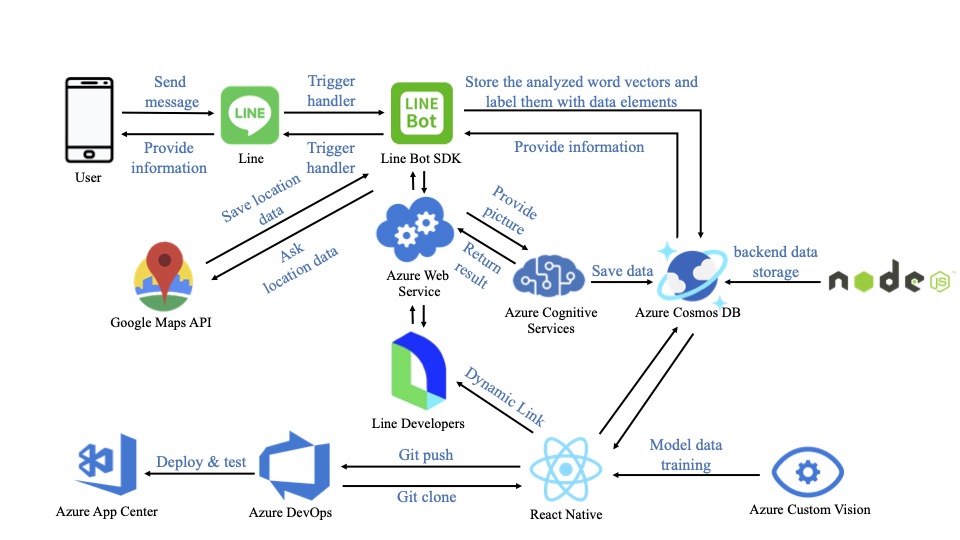 Send
message
Trigger
handler
Store the analyzed word vectors and
label them with data elements
LINE
LINE
Bot
Provide
information
Trigger
handler
Provide information
User
Line
Line Bot SDK
Save location
data
Ask
location data
Provide
picture
Return
result
backend data
storage
Save data
node
JS
Azure Web
Service
Google Maps API
Azure Cognitive
Services
Azure Cosmos DB
Dynamic Link
Line Developers
Git push
Model data
training
Deploy & test
Git clone
Azure App Center
Azure DevOps
React Native
Azure Custom Vision